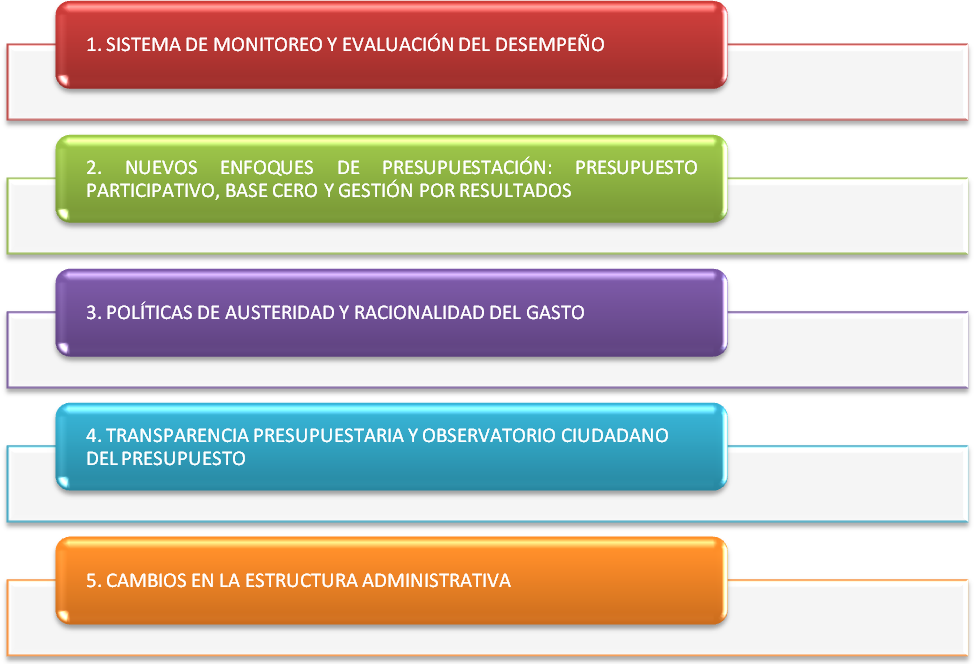 1. SISTEMA DE MONITOREO Y EVALUACIÓN DEL DESEMPEÑO
2. NUEVOS ENFOQUES DE PRESUPUESTACIÓN: PRESUPUESTO
PARTICIPATIVO, BASE CERO Y GESTIÓN POR RESULTADOS
3. POLÍTICAS DE AUSTERIDAD Y RACIONALIDAD DEL GASTO
4. TRANSPARENCIA PRESUPUESTARIA Y OBSERVATORIO CIUDADANO
DEL PRESUPUESTO
5. CAMBIOS EN LA ESTRUCTURA ADMINISTRATIVA